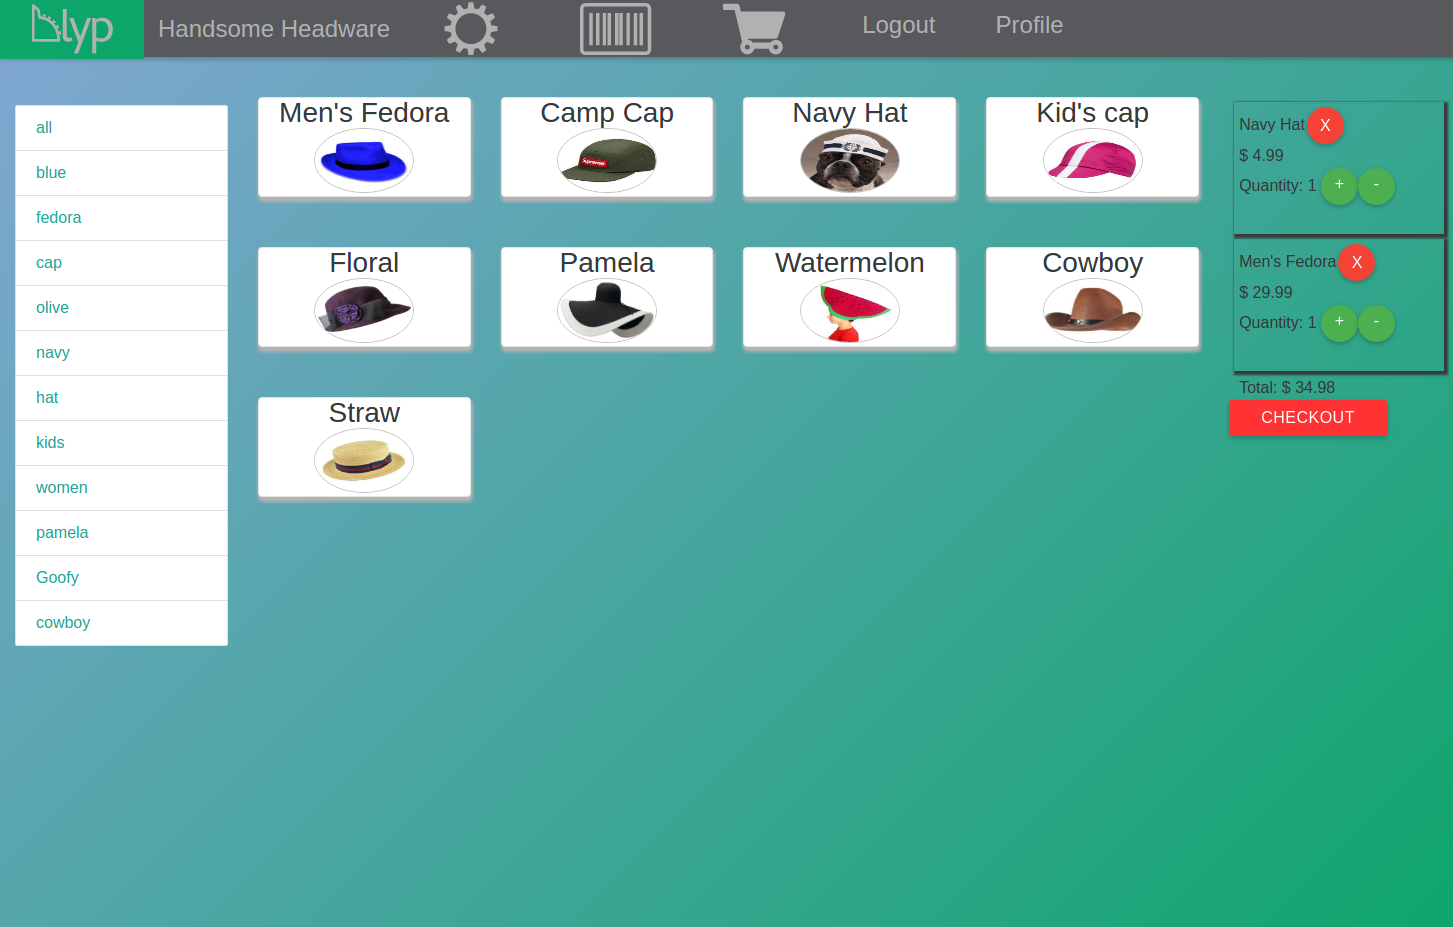 lyp
Handsome Headware
Logout
Profile
all
blue
fedora
cap
olive
navy
hat
kids
women
pamela
Goofy
cowboy
Men's Fedora
Camp Cap
Supreme
Navy Hat
Kid's cap
Floral
Pamela
Watermelon
Cowboy
Straw
Navy Hat X
$ 4.99
Quantity: 1 + -
Men's Fedora X
$ 29.99
Quantity: 1 + -
Total: $ 34.98
CHECKOUT